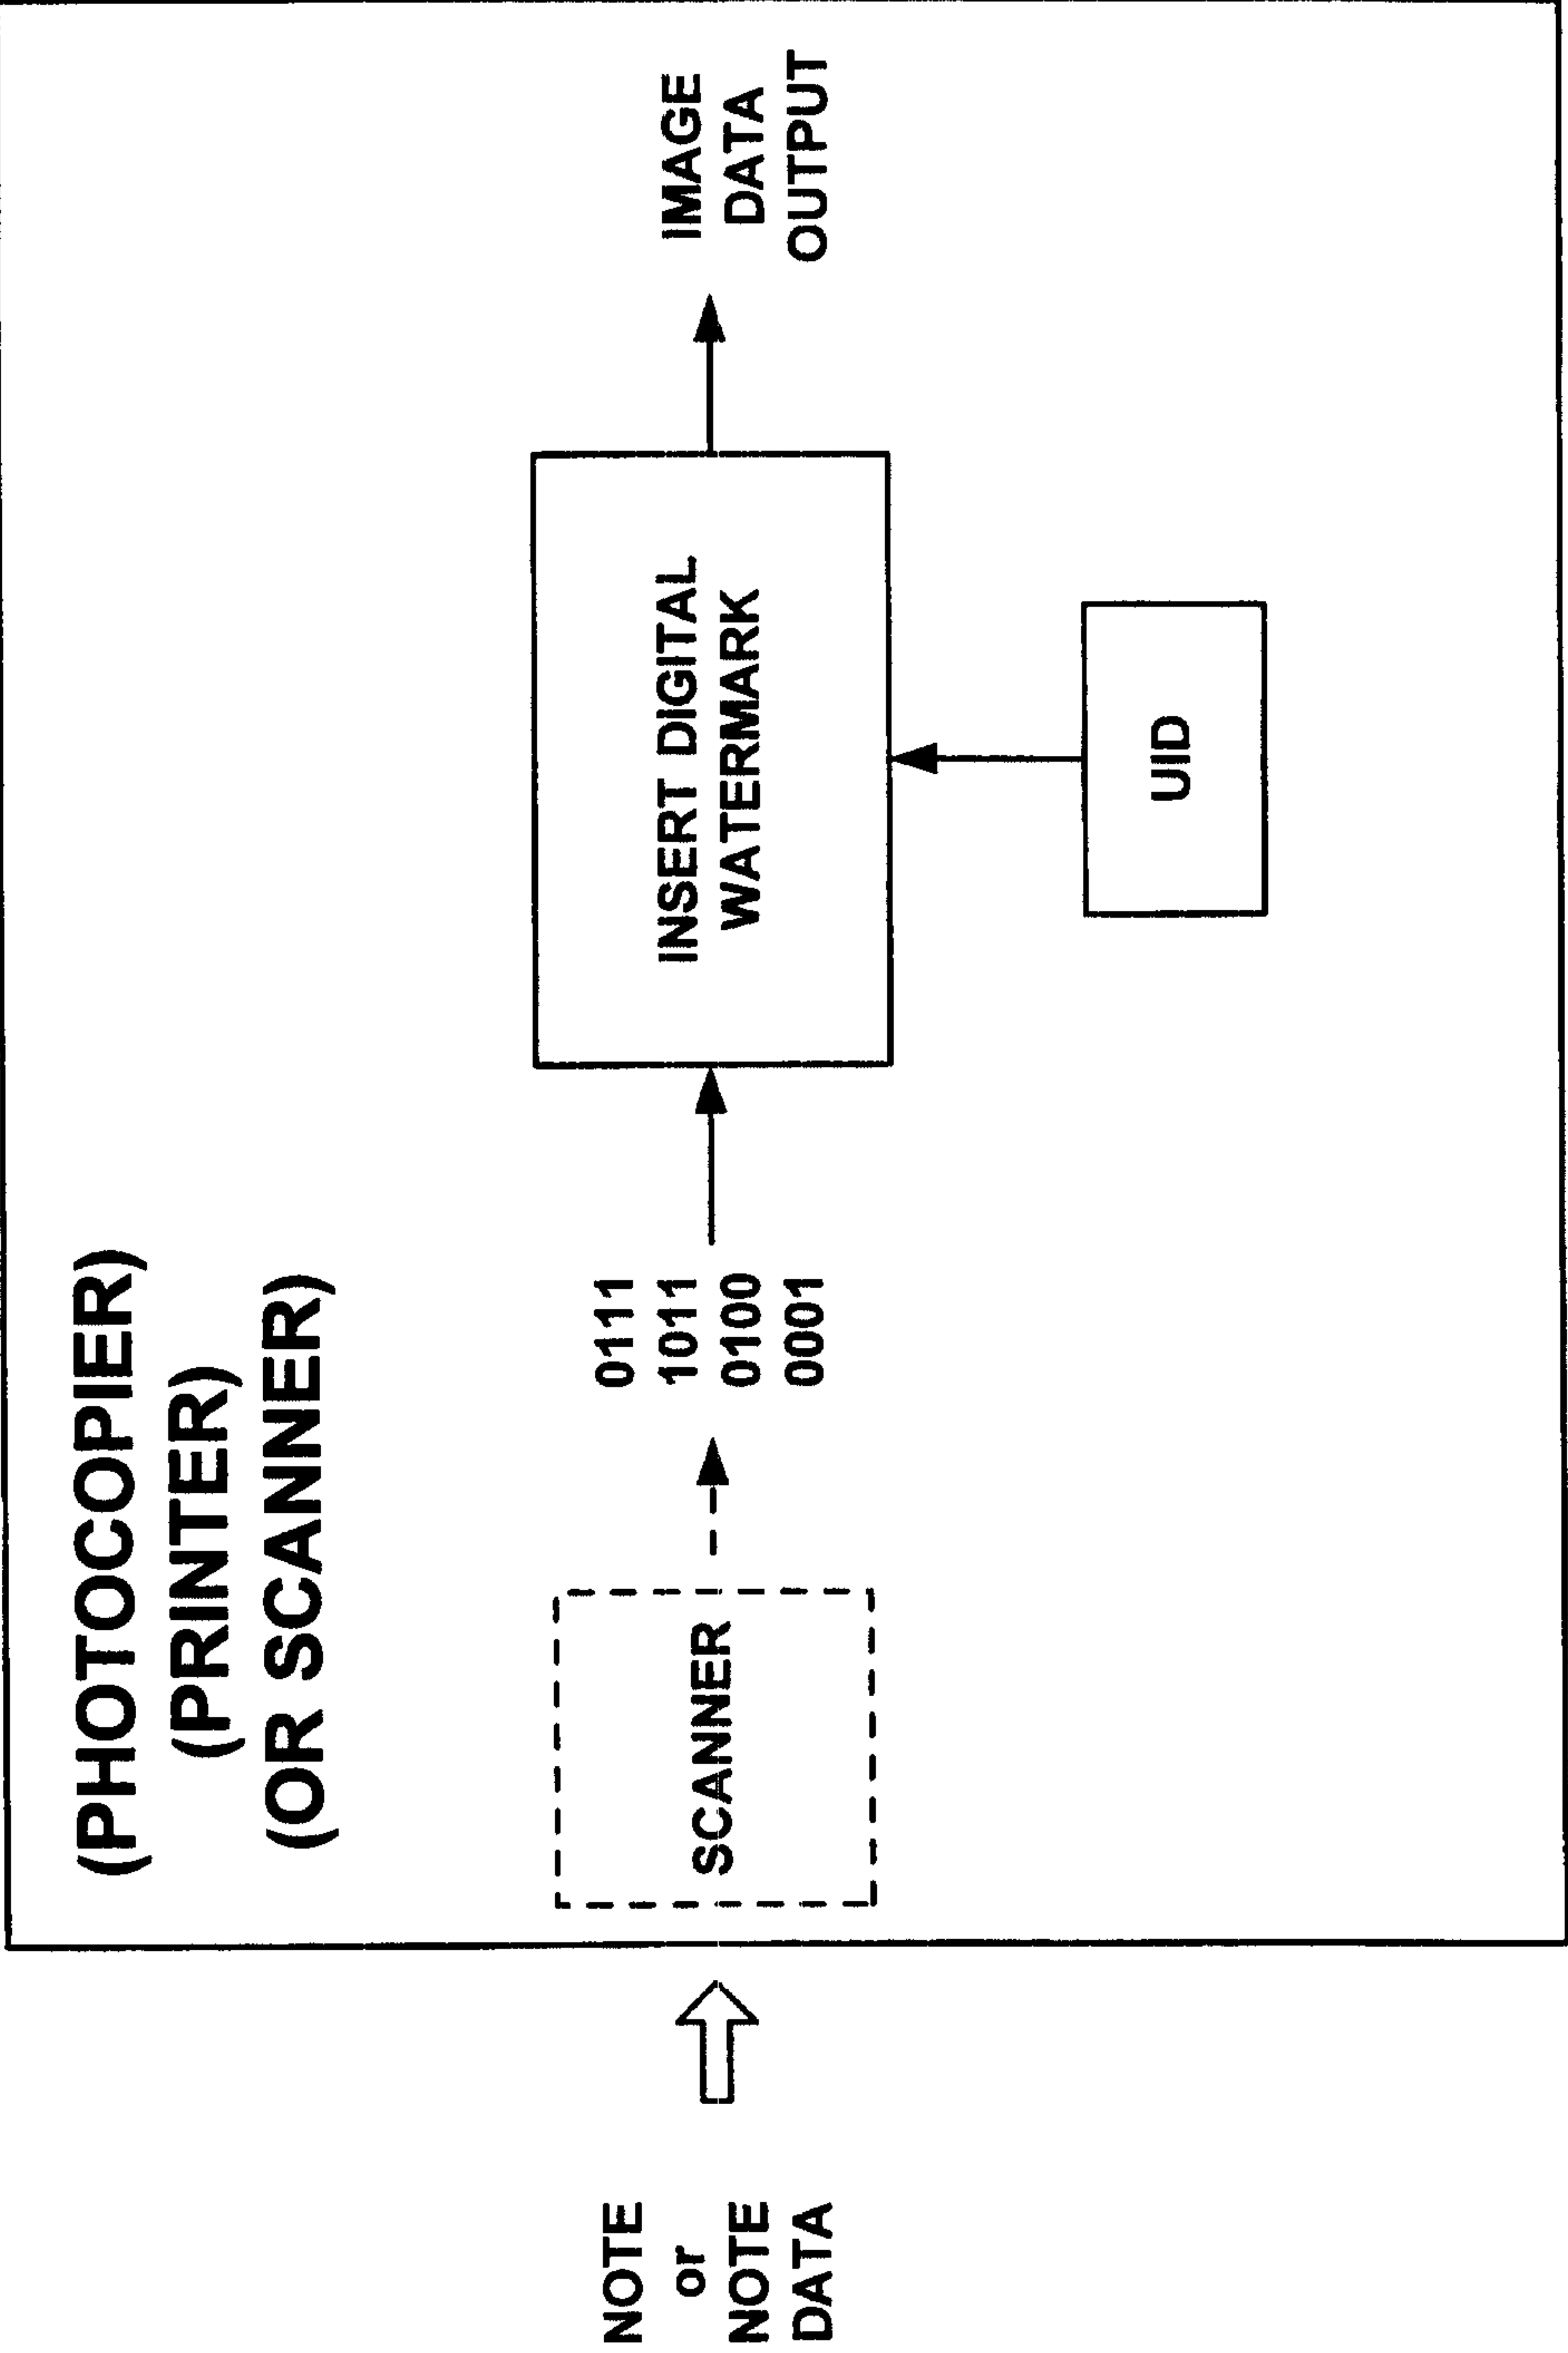 (PHOTOCOPIER)
(PRINTER)
(OR SCANNER)
NOTE
or
NOTE
DATA
SCANNER
0111
1011
0100
0001
INSERT DIGITAL
WATERMARK
UID
IMAGE
DATA
OUTPUT